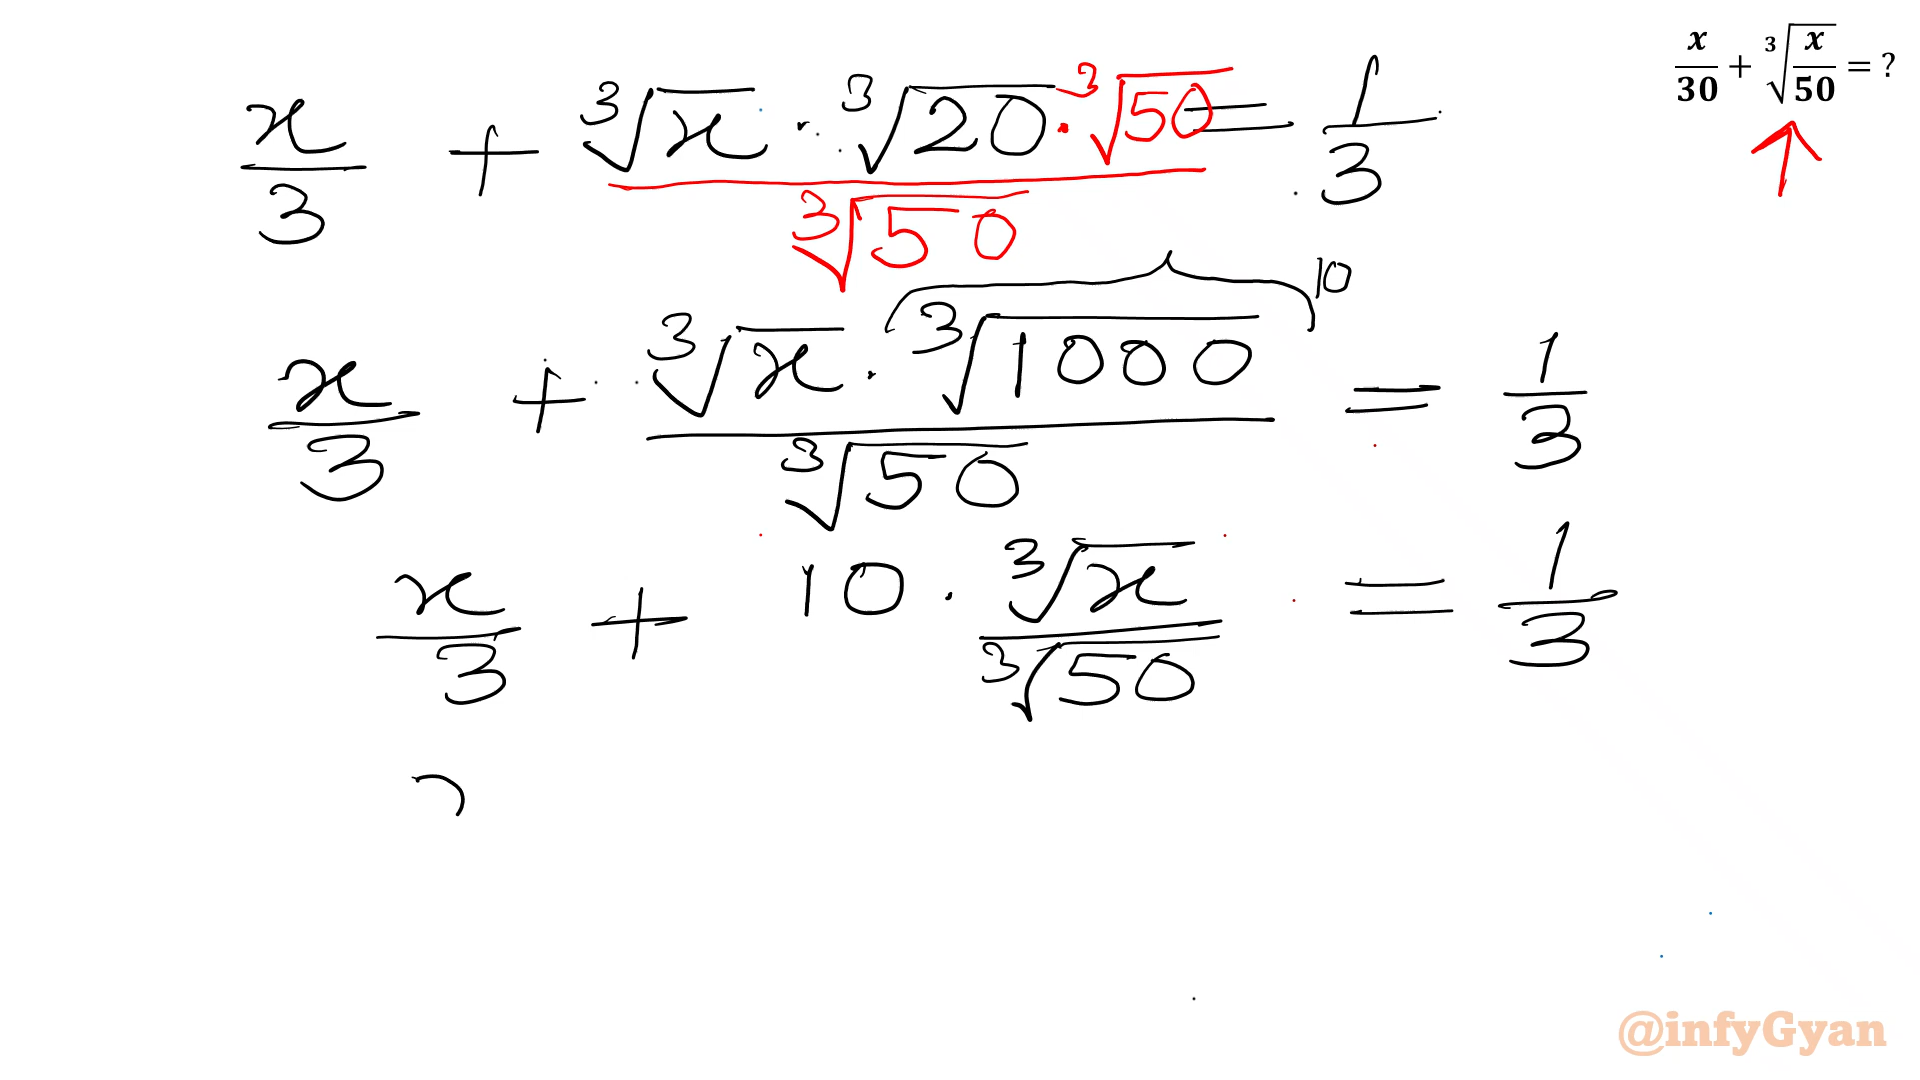 x/30 + ∛(x/50) = ?
x/3 + (∛x · ∛20 · ∛50)/∛50 = 1/3
10
x/3 + (∛x · ∛1000)/∛50 = 1/3
x/3 + 10 · ∛x/∛50 = 1/3
@infyGyan